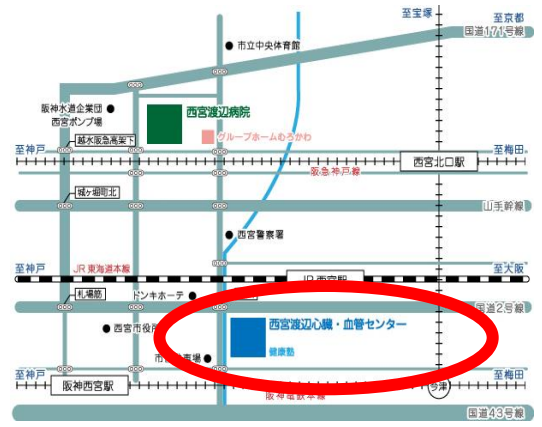 至宝塚
至京都
国道171号線
市立中央体育館
阪神水道企業団
西宮ポンプ場
西宮渡辺病院
グループホームむろかわ
越水阪急高架下
至神戸
至梅田
西宮北口駅
阪急神戸線
城ヶ堀町北
山手幹線
西宮警察署
至神戸
JR東海道本線
JR西宮駅
至大阪
札場筋
ドンキホーテ
国道2号線
西宮市役所
西宮渡辺心臓・血管センター
健康塾
至神戸
阪神西宮駅
阪神電鉄本線
今津
至梅田
国道43号線